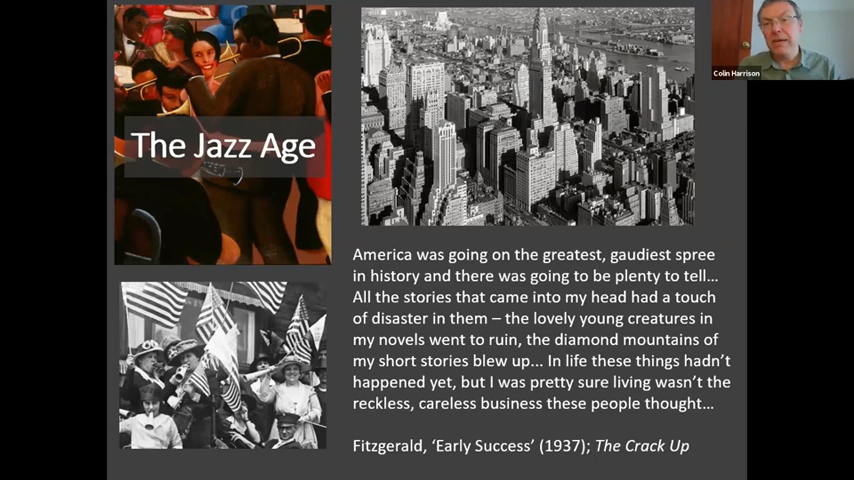 The Jazz Age
Colin Harrison
America was going on the greatest, gaudiest spree
in history and there was going to be plenty to tell…
All the stories that came into my head had a touch
of disaster in them – the lovely young creatures in
my novels went to ruin, the diamond mountains of
my short stories blew up... In life these things hadn't
happened yet, but I was pretty sure living wasn't the
reckless, careless business these people thought…
Fitzgerald, 'Early Success' (1937); The Crack Up